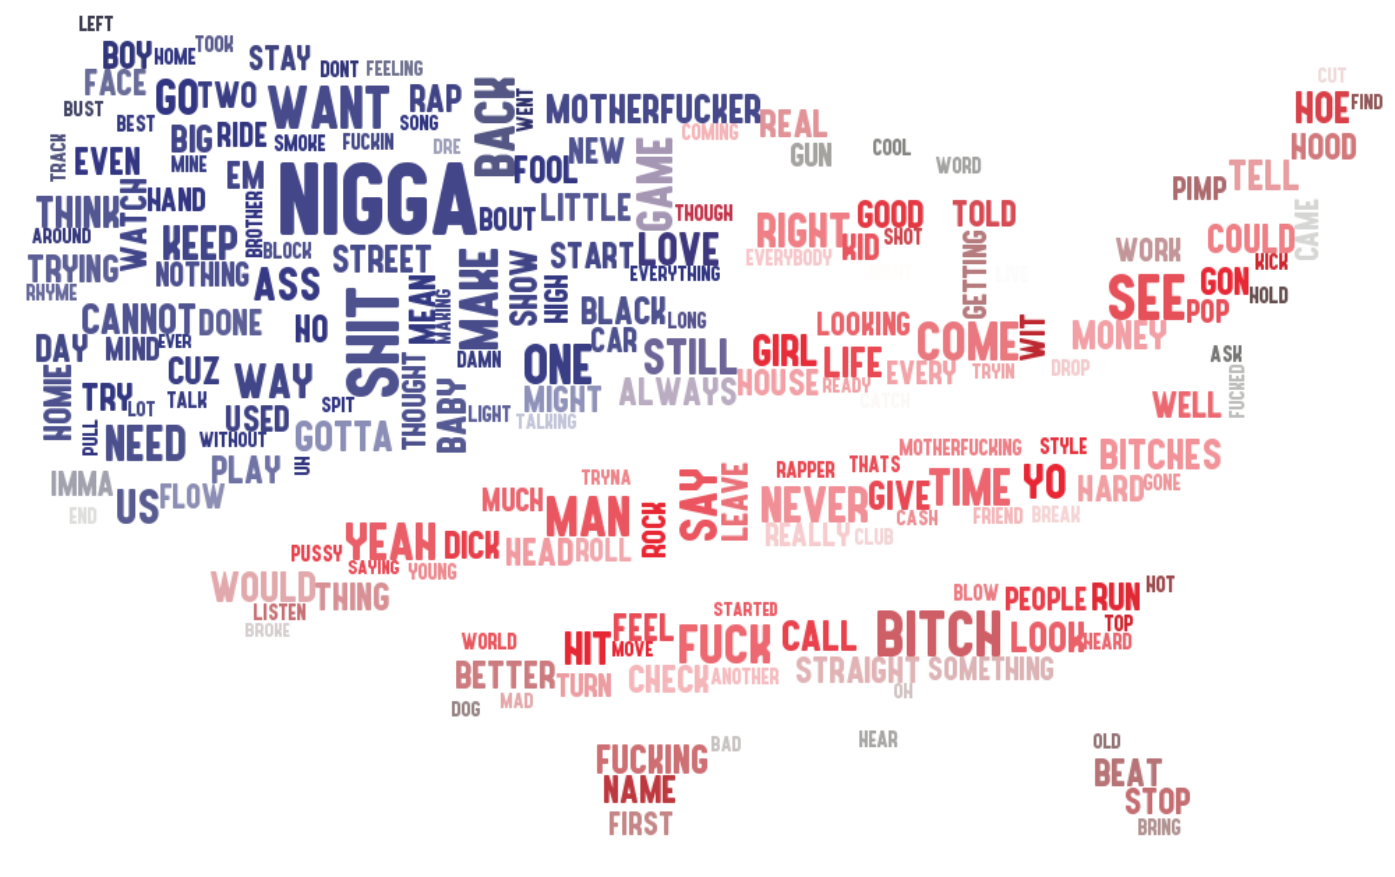 LEFT
BOY HOME TOOK STAY DONT FEELING
FACE GO TWO WANT RAP BACK WENT MOTHERFUCKER
CUT
HOE FIND
BUST BEST BIG RIDE SMOKE FUCKIN SONG COMING REAL
TRACK EVEN MINE EM DRE FOOL NEW GAME GUN COOL WORD HOOD
NIGGA
PIMP TELL
THINK WATCH HAND BROTHER BOUT LITTLE THOUGH RIGHT GOOD TOLD CAME
AROUND KEEP BLOCK STREET START LOVE EVERYBODY KID SHOT GETTING WORK COULD
TRYING NOTHING ASS SHIT MEAN MAKING MAKE SHOW HIGH EVERYTHING SEE GON KICK
RHYME HOLD
CANNOT DONE HO BLACK LONG LOOKING COME WIT MONEY POP
DAY MIND EVER CAR DAMN ONE STILL GIRL LIFE EVERY TRYIN DROP ASK
HOMIE CUZ WAY THOUGHT BABY MIGHT ALWAYS HOUSE READY CATCH FUCKED
TRY LOT TALK USED SPIT LIGHT TALKING WELL
PULL NEED WITHOUT GOTTA MOTHERFUCKING STYLE BITCHES
IMMA PLAY UH TRYNA SAY LEAVE RAPPER THATS TIME YO HARD GONE
END US FLOW MUCH MAN ROCK NEVER GIVE CASH FRIEND BREAK
PUSSY YEAH DICK HEAD ROLL REALLY CLUB
SAYING YOUNG
WOULD THING BLOW PEOPLE RUN HOT
LISTEN STARTED
BROKE WORLD HIT FEEL MOVE FUCK CALL BITCH LOOK TOP HEARD
BETTER TURN CHECK ANOTHER STRAIGHT SOMETHING
DOG MAD OH
FUCKING BAD HEAR OLD
NAME BEAT
STOP
FIRST BRING